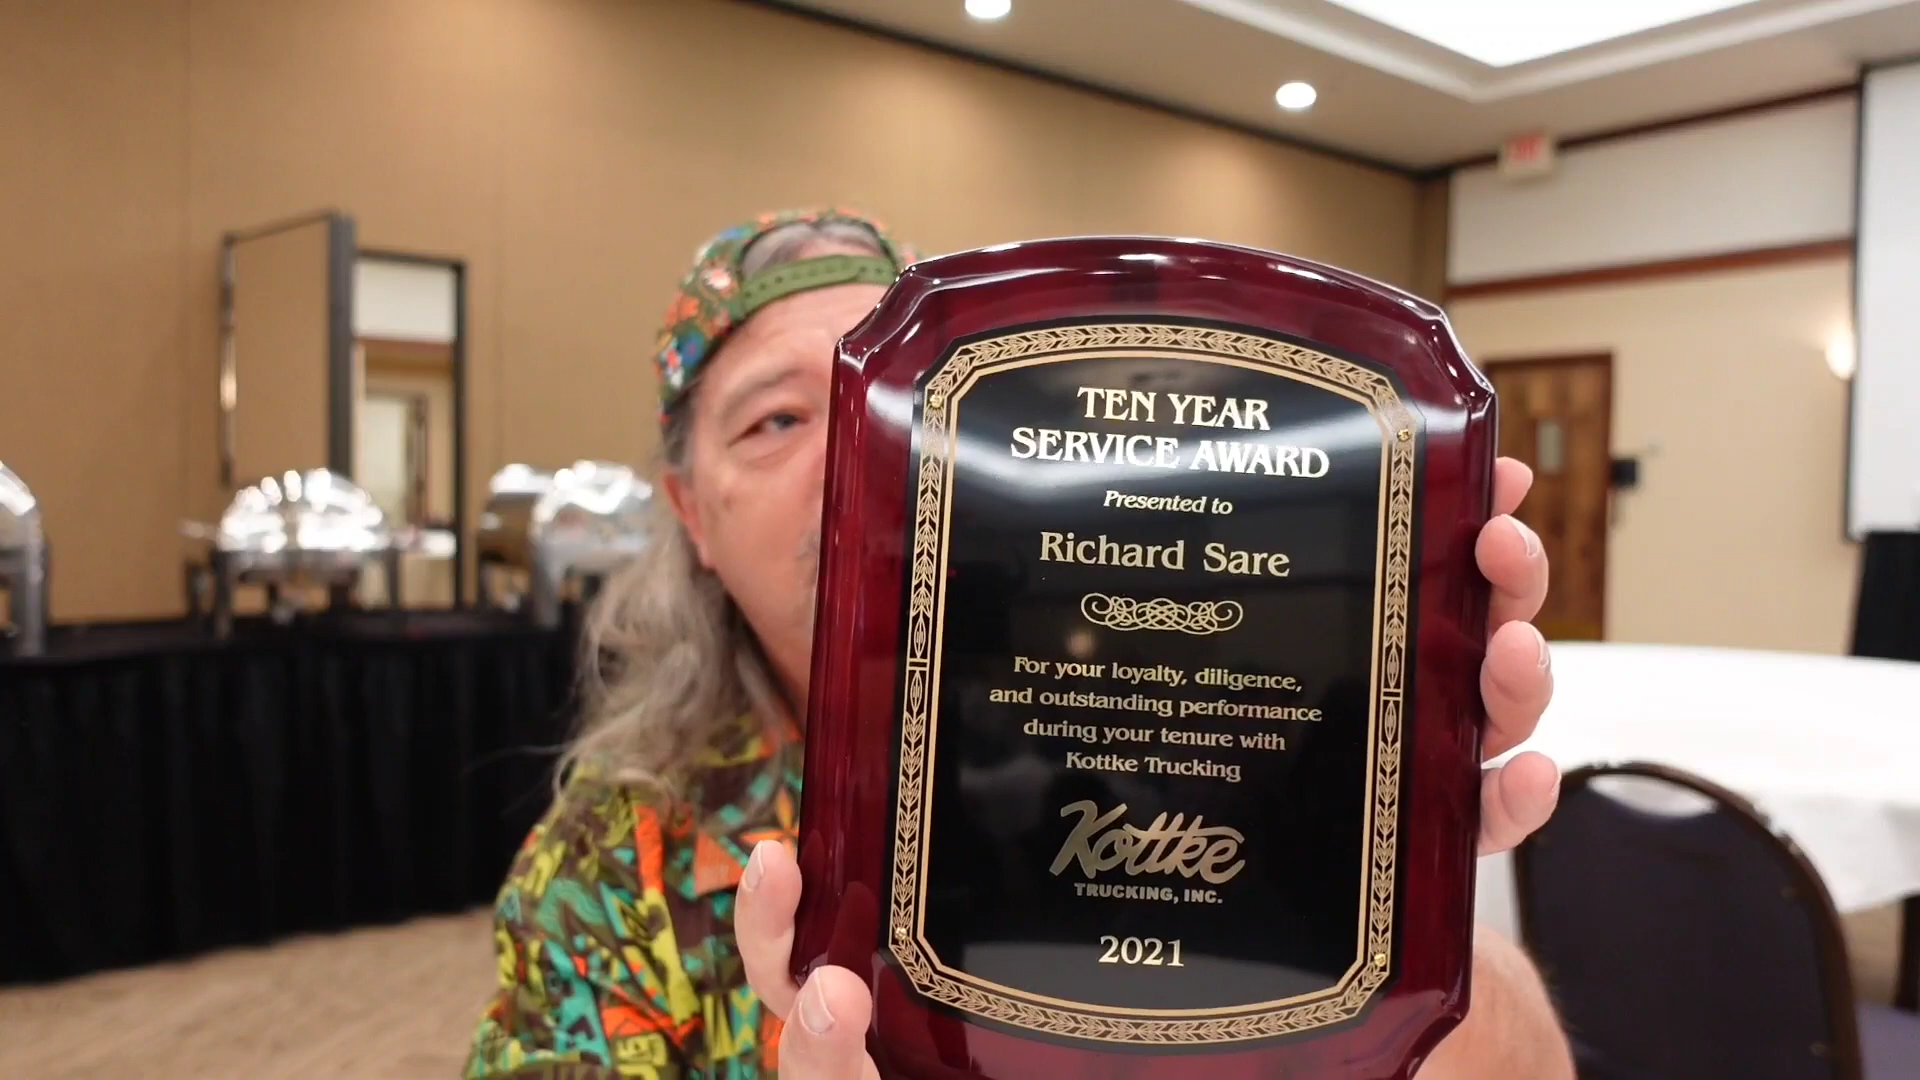 TEN YEAR
SERVICE AWARD
Presented to
Richard Sare
For your loyalty, diligence,
and outstanding performance
during your tenure with
Kottke Trucking
Kottke
TRUCKING, INC.
2021